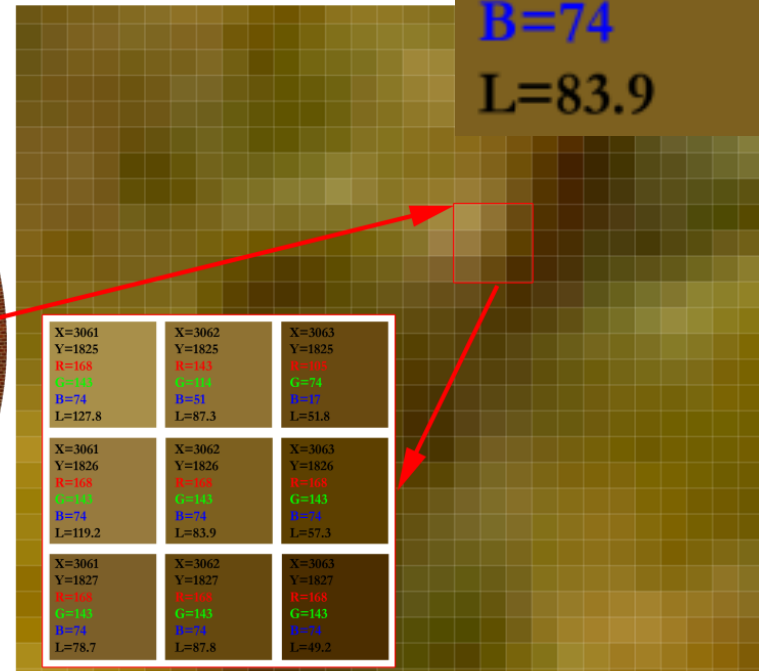 B=74
L=83.9
X=3061
Y=1825
R=168
G=143
B=74
L=127.8
X=3062
Y=1825
R=143
G=114
B=51
L=87.3
X=3063
Y=1825
G=74
B=17
L=51.8
X=3061
Y=1826
R=168
G=143
B=74
L=119.2
X=3062
Y=1826
R=168
G=143
B=74
L=83.9
X=3063
Y=1826
R=168
G=143
B=74
L=57.3
X=3061
Y=1827
R=168
G=143
B=74
L=78.7
X=3062
Y=1827
R=168
G=143
B=74
L=87.8
X=3063
Y=1827
R=168
G=143
B=74
L=49.2